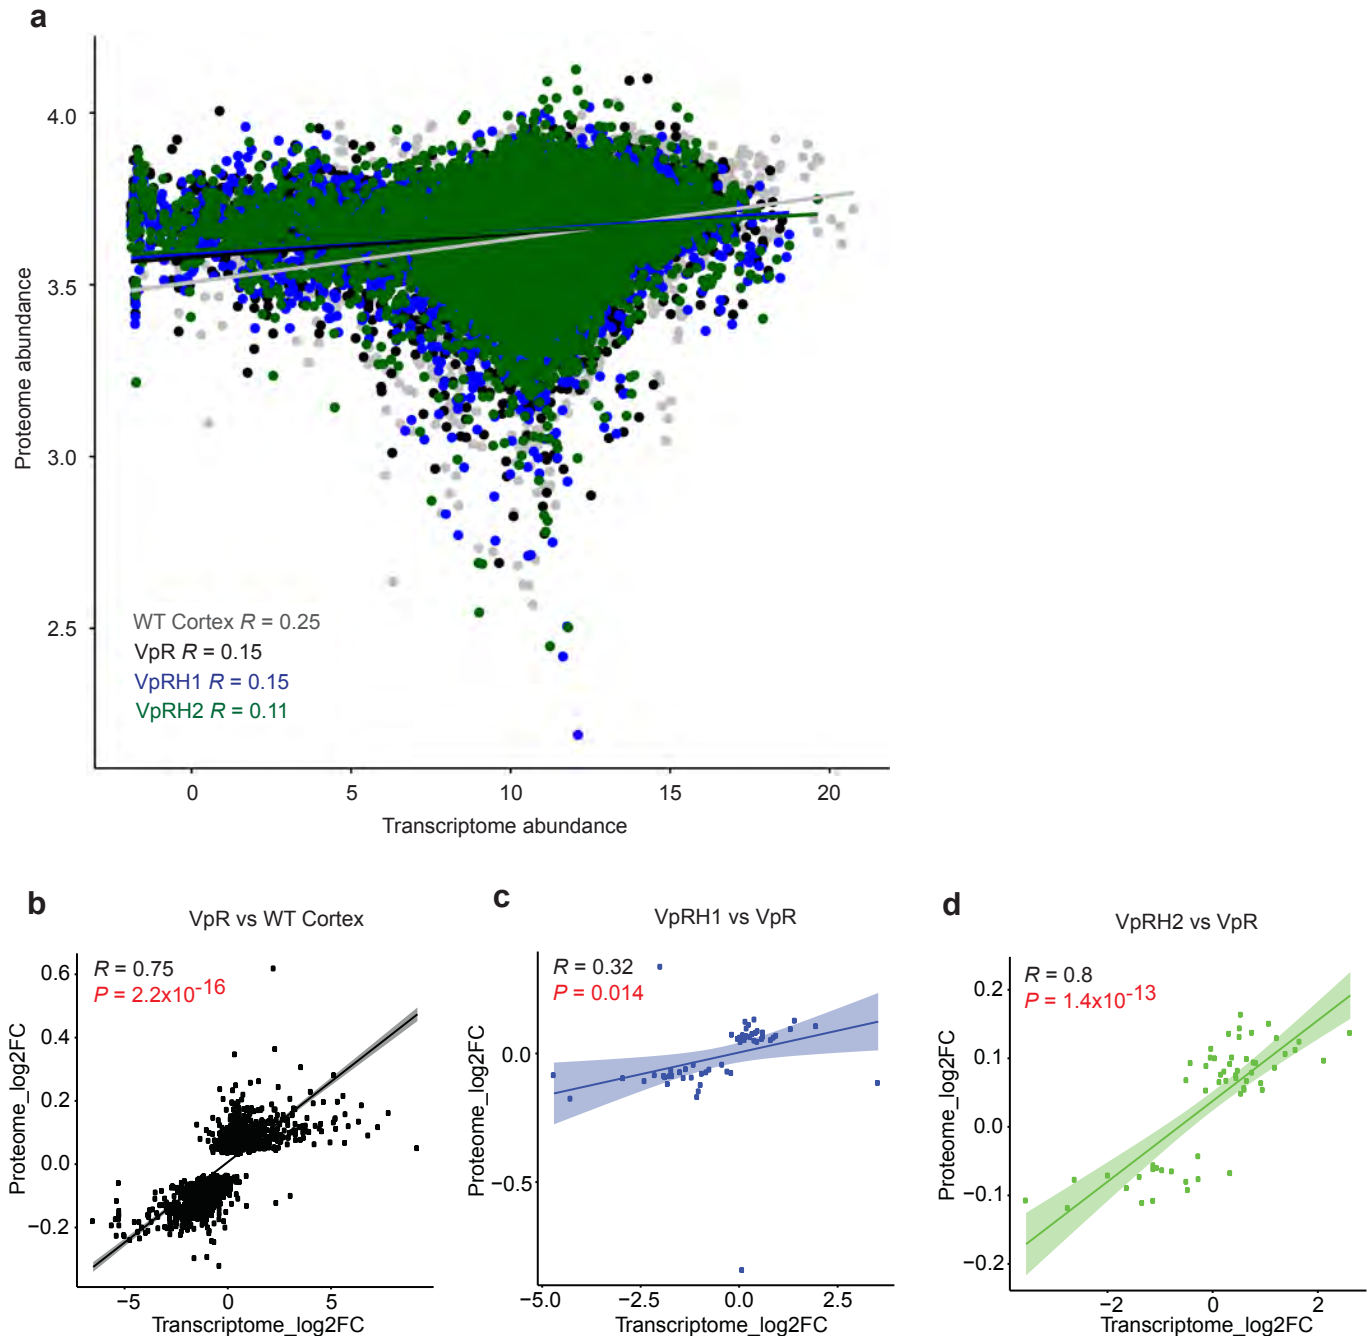 a
4.0
3.5
3.0
2.5
Proteome abundance
WT Cortex R = 0.25
VpR R = 0.15
VpRH1 R = 0.15
VpRH2 R = 0.11
0 5 10 15 20
Transcriptome abundance
b
VpR vs WT Cortex
R = 0.75
P = 2.2x10-16
0.6
0.4
0.2
0.0
−0.2
Proteome_log2FC
−5 0 5
Transcriptome_log2FC
c
VpRH1 vs VpR
R = 0.32
P = 0.014
0.0
−0.5
Proteome_log2FC
−5.0 −2.5 0.0 2.5
Transcriptome_log2FC
d
VpRH2 vs VpR
R = 0.8
P = 1.4x10-13
0.2
0.1
0.0
−0.1
−0.2
Proteome_log2FC
−2 0 2
Transcriptome_log2FC